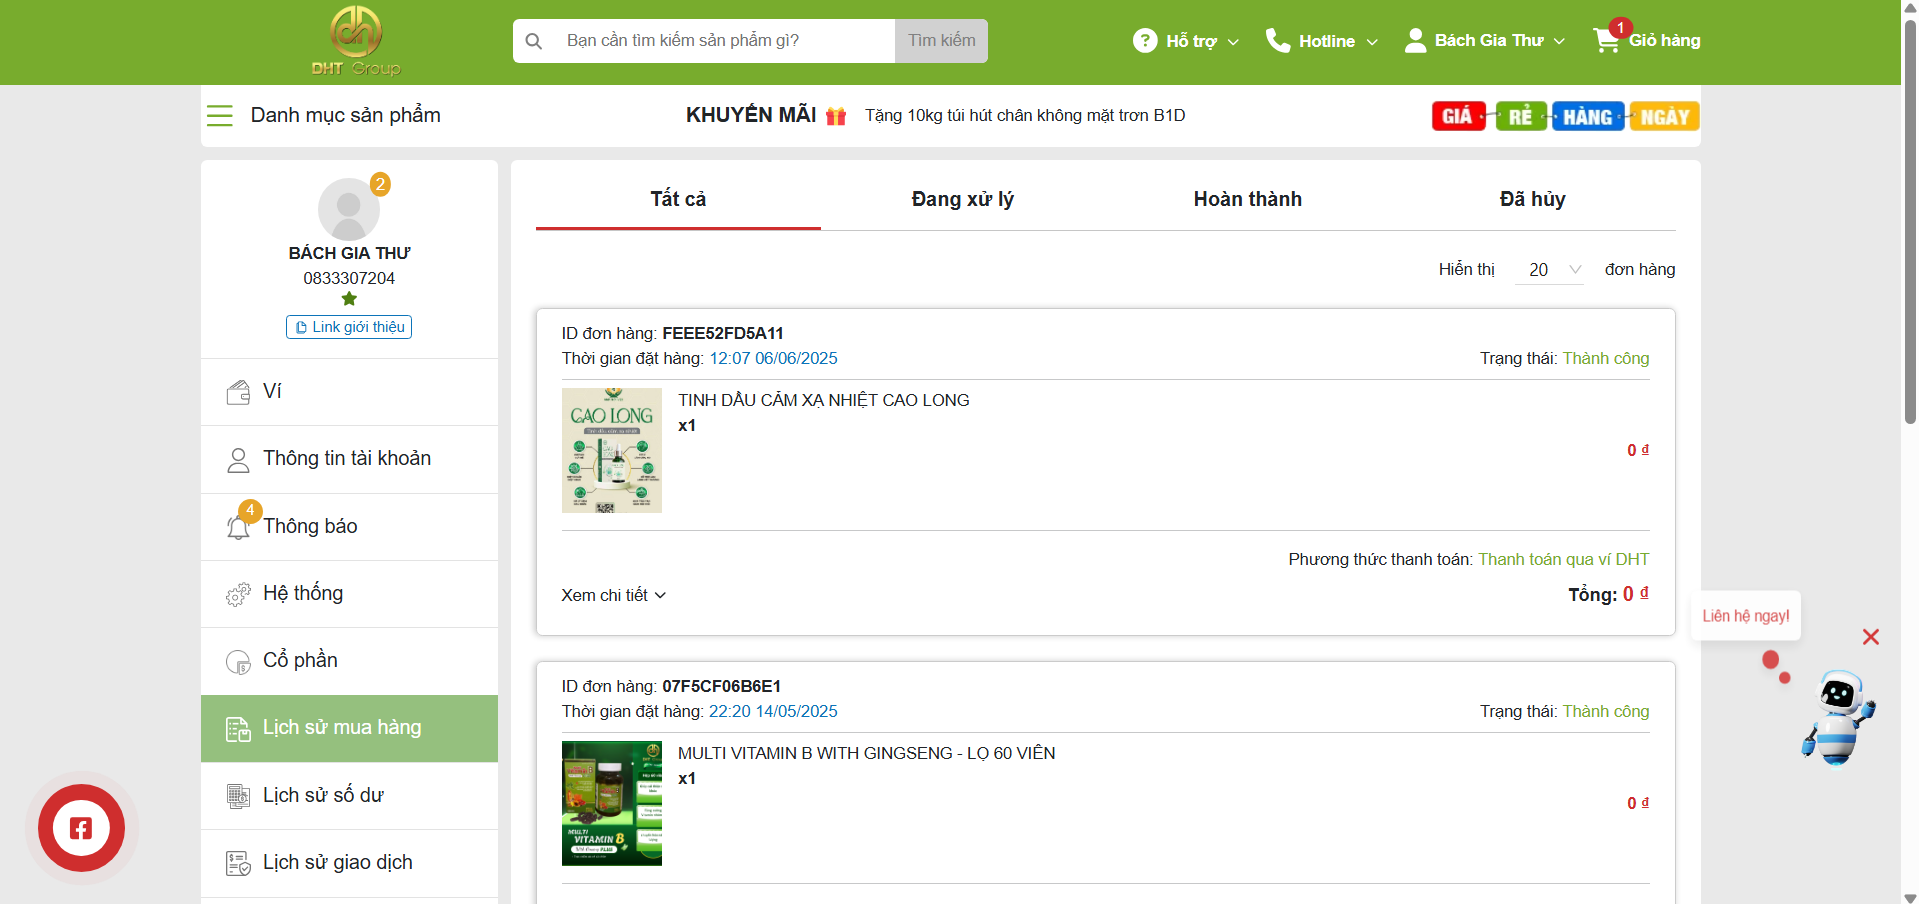 DHT Group
Bạn cần tìm kiếm sản phẩm gì?
Tìm kiếm
Hỗ trợ
Hotline
Bách Gia Thư
1
Giỏ hàng
Danh mục sản phẩm
KHUYẾN MÃI
Tặng 10kg túi hút chân không mặt trơn B1D
GIÁ RẺ HÀNG NGÀY
2
BÁCH GIA THƯ
0833307204
Link giới thiệu
Ví
Thông tin tài khoản
4
Thông báo
Hệ thống
Cổ phần
Lịch sử mua hàng
Lịch sử số dư
Lịch sử giao dịch
Tất cả
Đang xử lý
Hoàn thành
Đã hủy
Hiển thị 20 đơn hàng
ID đơn hàng: FEEE52FD5A11
Thời gian đặt hàng: 12:07 06/06/2025
Trạng thái: Thành công
CAO LONG
TINH DẦU CẢM XẠ NHIỆT CAO LONG
x1
0 ₫
Phương thức thanh toán: Thanh toán qua ví DHT
Xem chi tiết
Tổng: 0 ₫
ID đơn hàng: 07F5CF06B6E1
Thời gian đặt hàng: 22:20 14/05/2025
Trạng thái: Thành công
MULTI
VITAMIN B
MULTI VITAMIN B WITH GINGSENG - LỌ 60 VIÊN
x1
0 ₫
Liên hệ ngay!